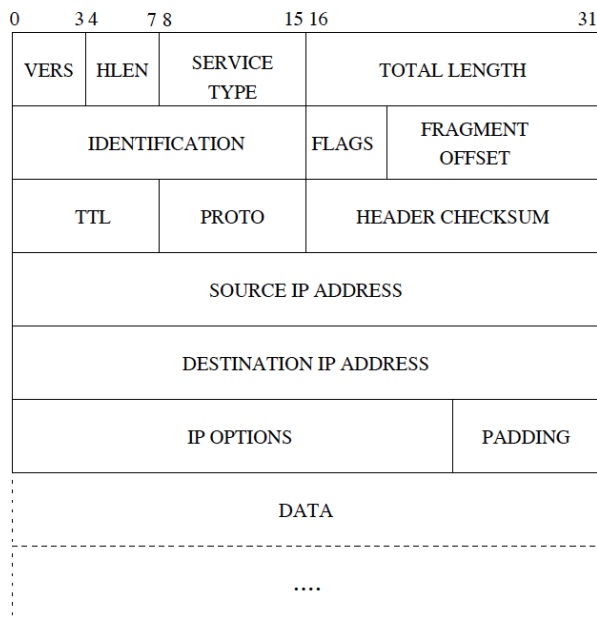 0 3 4 7 8 15 16 31
VERS HLEN SERVICE TYPE TOTAL LENGTH
IDENTIFICATION FLAGS FRAGMENT OFFSET
TTL PROTO HEADER CHECKSUM
SOURCE IP ADDRESS
DESTINATION IP ADDRESS
IP OPTIONS PADDING
DATA
....